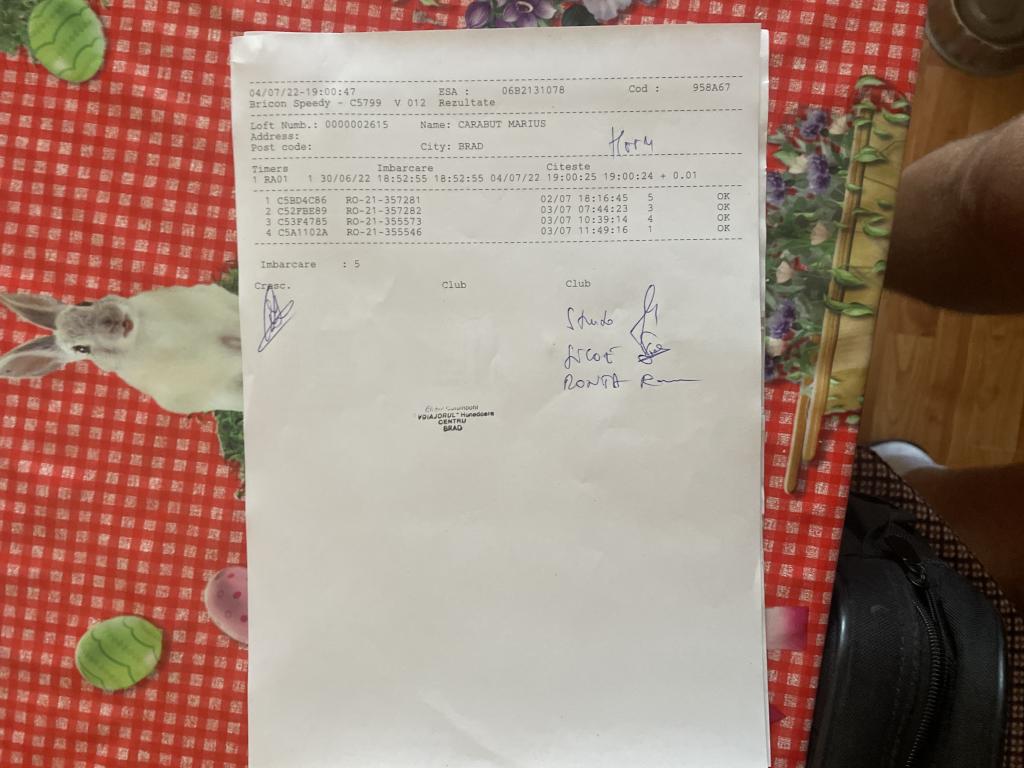 04/07/22-19:00:47 ESA : 06B2131078 Cod : 958A67
Bricon Speedy - C5799 V 012 Rezultate
Loft Numb.: 0000002615 Name: CARABUT MARIUS
Address:
Post code: City: BRAD
Timers Imbarcare Citeste
1 RA01 1 30/06/22 18:52:55 18:52:55 04/07/22 19:00:25 19:00:24 + 0.01
1 C5BD4C86 RO-21-357281 02/07 18:16:45 5 OK
2 C52FBE89 RO-21-357282 03/07 07:44:23 3 OK
3 C53F4785 RO-21-355573 03/07 10:39:14 4 OK
4 C5A1102A RO-21-355546 03/07 11:49:16 1 OK
Imbarcare : 5
Cresc. Club Club
"VOIAJORUL" Hunedoara
CENTRU
BRAD